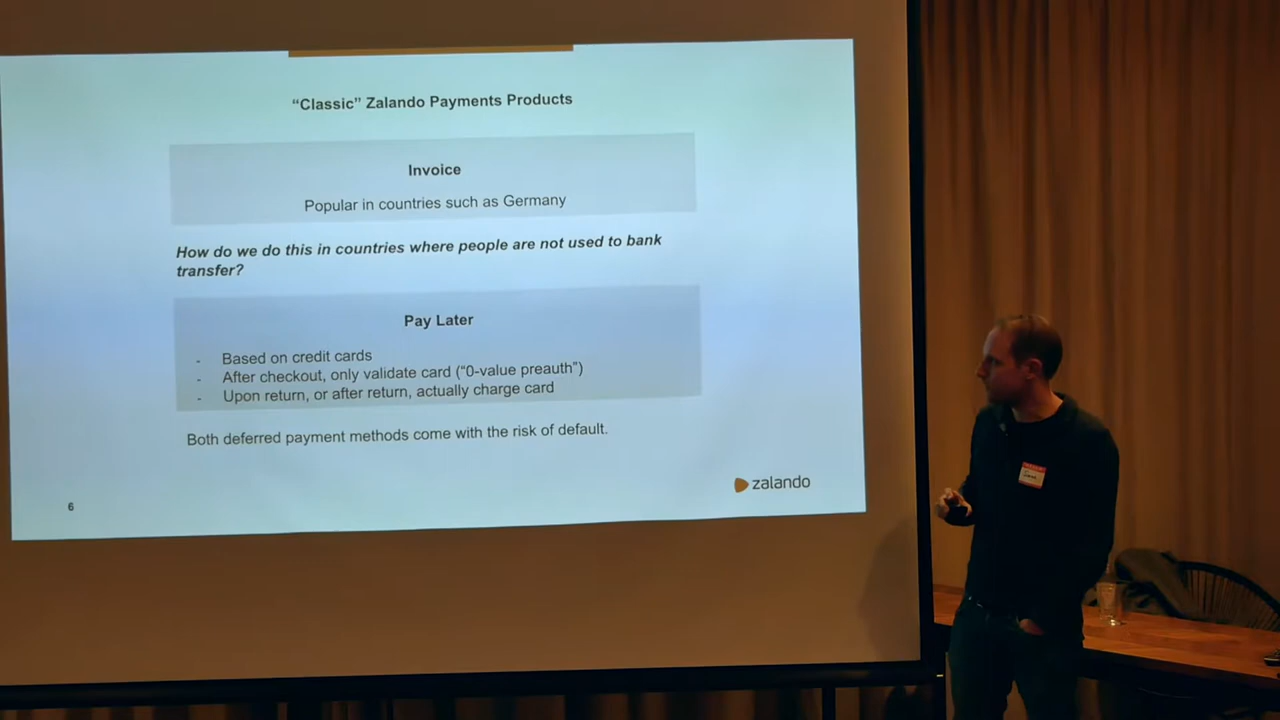 “Classic” Zalando Payments Products
Invoice
Popular in countries such as Germany
How do we do this in countries where people are not used to bank
transfer?
Pay Later
- Based on credit cards
- After checkout, only validate card (“0-value preauth”)
- Upon return, or after return, actually charge card
Both deferred payment methods come with the risk of default.
zalando
6